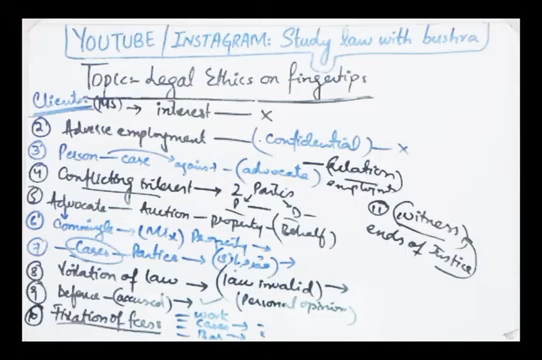 YOUTUBE/INSTAGRAM: Study law with bushra
Topic:- Legal Ethics on fingertips
Client:- (MS) → interest — x
② Adverse employment — (confidential) — x
③ Person — case against — (advocate) — (Relation
④ Conflicting interest → 2 Parties
P — D —
⑤ Advocate — Auction — property — (Behalf)
⑥ Commingle → (Mix) Property →
⑦ Cases — Parties →
⑧ Violation of law → (law invalid) →
⑨ Defence — (accused) → ✓ (Personal opinion)
⑩ Fixation of fees:
= work
= Cases →
= Bar →
⑪ (witness)
ends of Justice